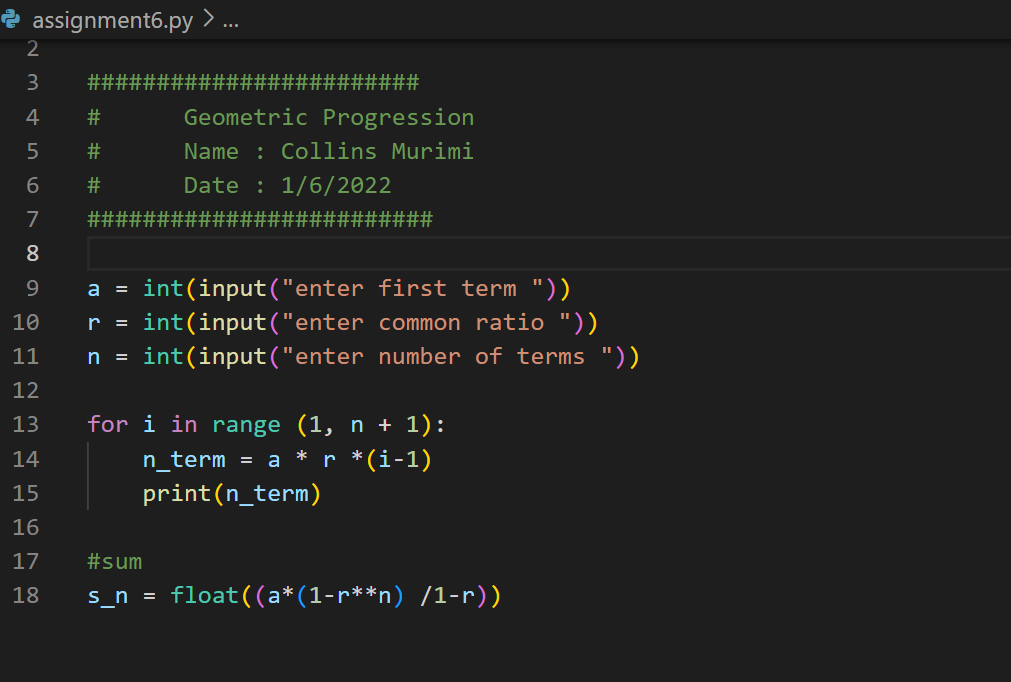 assignment6.py > ...
2
3 ########################
4 #      Geometric Progression
5 #      Name : Collins Murimi
6 #      Date : 1/6/2022
7 #########################
8
9 a = int(input("enter first term "))
10 r = int(input("enter common ratio "))
11 n = int(input("enter number of terms "))
12
13 for i in range (1, n + 1):
14     n_term = a * r *(i-1)
15     print(n_term)
16
17 #sum
18 s_n = float((a*(1-r**n) /1-r))